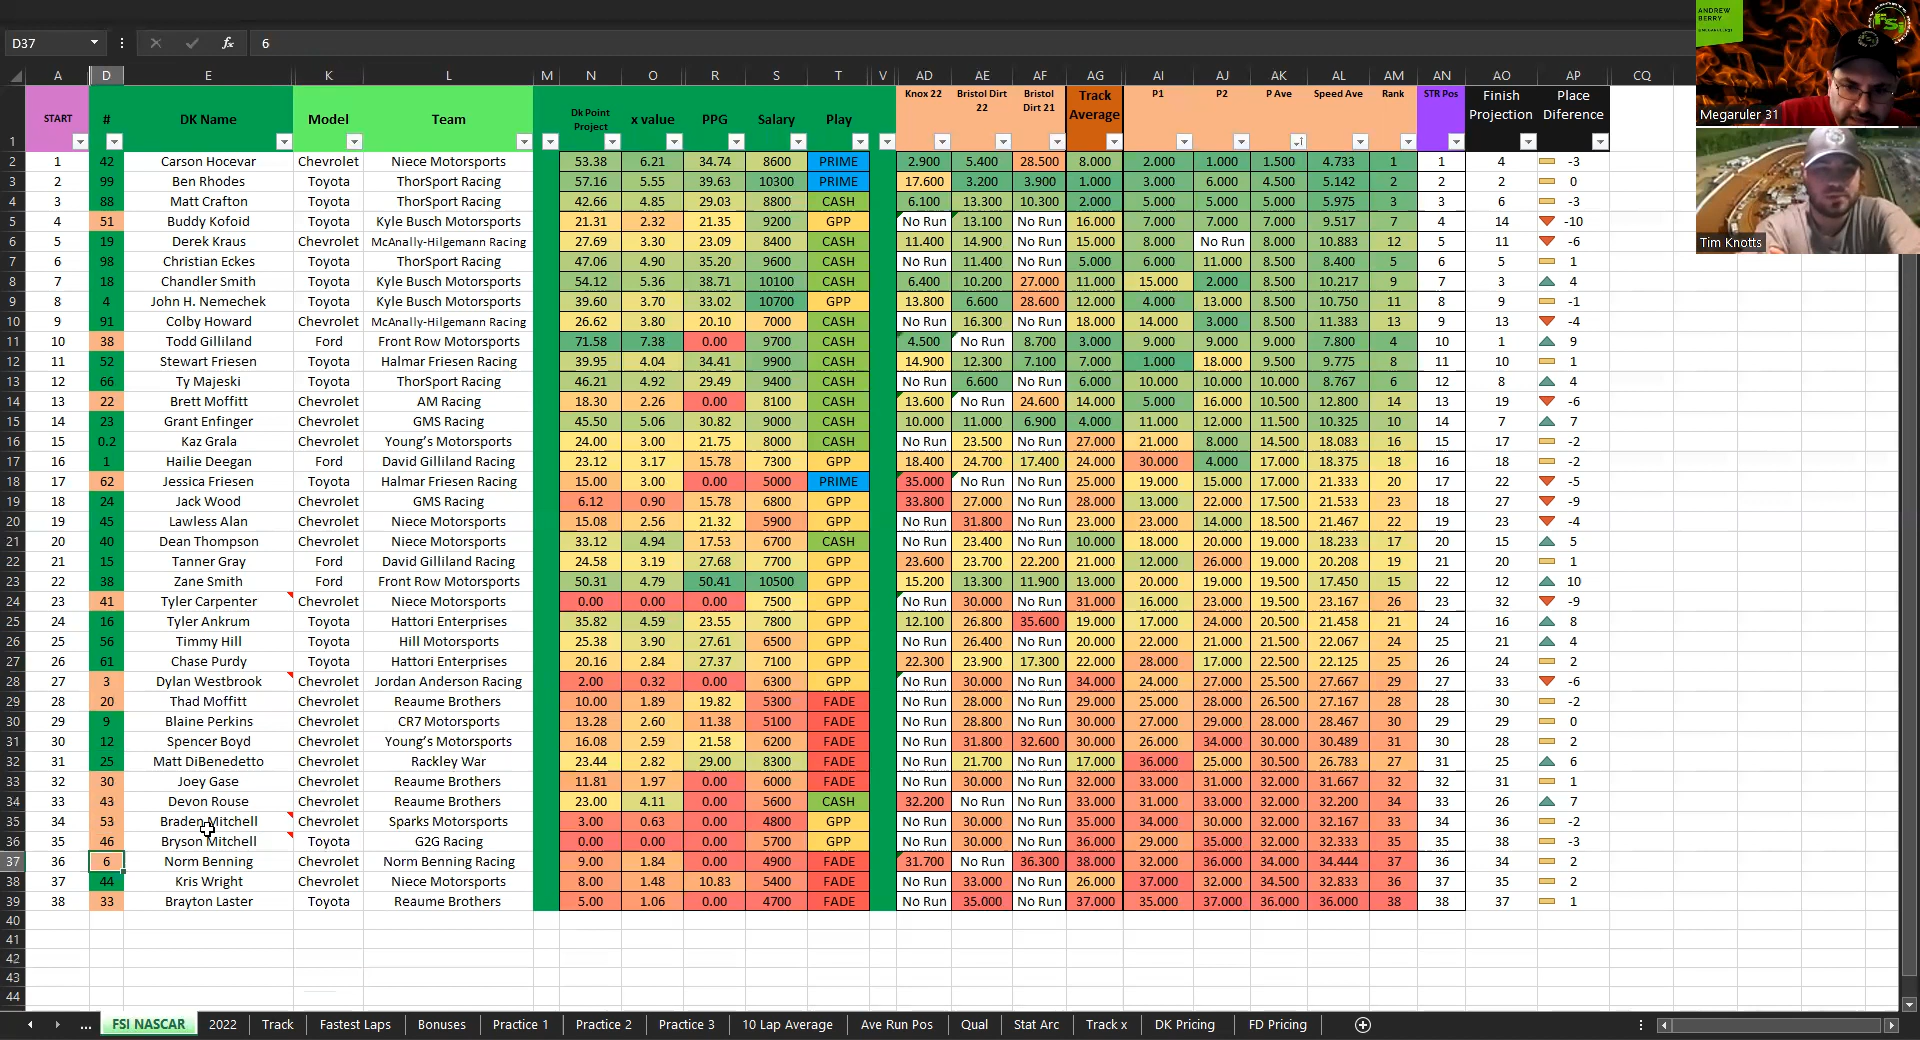 D37 fx 6
ANDREW
BERRY
Megaruler 31
Tim Knotts
A D E K L M N O R S T V AD AE AF AG AI AJ AK AL AM AN AO AP CQ
1 START # DK Name Model Team Dk Point Project x value PPG Salary Play Knox 22 Bristol Dirt 22 Bristol Dirt 21 Track Average P1 P2 P Ave Speed Ave Rank STR Pos Finish Projection Place Diference
2 1 42 Carson Hocevar Chevrolet Niece Motorsports 53.38 6.21 34.74 8600 PRIME 2.900 5.400 28.500 8.000 2.000 1.000 1.500 4.733 1 1 4 -3
3 2 99 Ben Rhodes Toyota ThorSport Racing 57.16 5.55 39.63 10300 PRIME 17.600 3.200 3.900 1.000 3.000 6.000 4.500 5.142 2 2 2 0
4 3 88 Matt Crafton Toyota ThorSport Racing 42.66 4.85 29.03 8800 CASH 6.100 13.300 10.300 2.000 5.000 5.000 5.000 5.975 3 3 6 -3
5 4 51 Buddy Kofoid Toyota Kyle Busch Motorsports 21.31 2.32 21.35 9200 GPP No Run 13.100 No Run 16.000 7.000 7.000 7.000 9.517 7 4 14 -10
6 5 19 Derek Kraus Chevrolet McAnally-Hilgemann Racing 27.69 3.30 23.09 8400 CASH 11.400 14.900 No Run 15.000 8.000 No Run 8.000 10.883 12 5 11 -6
7 6 98 Christian Eckes Toyota ThorSport Racing 47.06 4.90 35.20 9600 CASH No Run 11.400 No Run 5.000 6.000 11.000 8.500 8.400 5 6 5 1
8 7 18 Chandler Smith Toyota Kyle Busch Motorsports 54.12 5.36 38.71 10100 CASH 6.400 10.200 27.000 11.000 15.000 2.000 8.500 10.217 9 7 3 4
9 8 4 John H. Nemechek Toyota Kyle Busch Motorsports 39.60 3.70 33.02 10700 GPP 13.800 6.600 28.600 12.000 4.000 13.000 8.500 10.750 11 8 9 -1
10 9 91 Colby Howard Chevrolet McAnally-Hilgemann Racing 26.62 3.80 20.10 7000 CASH No Run 16.300 No Run 18.000 14.000 3.000 8.500 11.383 13 9 13 -4
11 10 38 Todd Gilliland Ford Front Row Motorsports 71.58 7.38 0.00 9700 CASH 4.500 No Run 8.700 3.000 9.000 9.000 9.000 7.800 4 10 1 9
12 11 52 Stewart Friesen Toyota Halmar Friesen Racing 39.95 4.04 34.41 9900 CASH 14.900 12.300 7.100 7.000 1.000 18.000 9.500 9.775 8 11 10 1
13 12 66 Ty Majeski Toyota ThorSport Racing 46.21 4.92 29.49 9400 CASH No Run 6.600 No Run 6.000 10.000 10.000 10.000 8.767 6 12 8 4
14 13 22 Brett Moffitt Chevrolet AM Racing 18.30 2.26 0.00 8100 CASH 13.600 No Run 24.600 14.000 5.000 16.000 10.500 12.800 14 13 19 -6
15 14 23 Grant Enfinger Chevrolet GMS Racing 45.50 5.06 30.82 9000 CASH 10.000 11.000 6.900 4.000 11.000 12.000 11.500 10.325 10 14 7 7
16 15 0.2 Kaz Grala Chevrolet Young's Motorsports 24.00 3.00 21.75 8000 CASH No Run 23.500 No Run 27.000 21.000 8.000 14.500 18.083 16 15 17 -2
17 16 1 Hailie Deegan Ford David Gilliland Racing 23.12 3.17 15.78 7300 GPP 18.400 24.700 17.400 24.000 30.000 4.000 17.000 18.375 18 16 18 -2
18 17 62 Jessica Friesen Toyota Halmar Friesen Racing 15.00 3.00 0.00 5000 PRIME 35.000 No Run No Run 25.000 19.000 15.000 17.000 21.333 20 17 22 -5
19 18 24 Jack Wood Chevrolet GMS Racing 6.12 0.90 15.78 6800 GPP 33.800 27.000 No Run 28.000 13.000 22.000 17.500 21.533 23 18 27 -9
20 19 45 Lawless Alan Chevrolet Niece Motorsports 15.08 2.56 21.32 5900 GPP No Run 31.800 No Run 23.000 23.000 14.000 18.500 21.467 22 19 23 -4
21 20 40 Dean Thompson Chevrolet Niece Motorsports 33.12 4.94 17.53 6700 CASH No Run 23.400 No Run 10.000 18.000 20.000 19.000 18.233 17 20 15 5
22 21 15 Tanner Gray Ford David Gilliland Racing 24.58 3.19 27.68 7700 GPP 23.600 23.700 22.200 21.000 12.000 26.000 19.000 20.208 19 21 20 1
23 22 38 Zane Smith Ford Front Row Motorsports 50.31 4.79 50.41 10500 GPP 15.200 13.300 11.900 13.000 20.000 19.000 19.500 17.450 15 22 12 10
24 23 41 Tyler Carpenter Chevrolet Niece Motorsports 0.00 0.00 0.00 7500 GPP No Run 30.000 No Run 31.000 16.000 23.000 19.500 23.167 26 23 32 -9
25 24 16 Tyler Ankrum Toyota Hattori Enterprises 35.82 4.59 23.55 7800 GPP 12.100 26.800 35.600 19.000 17.000 24.000 20.500 21.458 21 24 16 8
26 25 56 Timmy Hill Toyota Hill Motorsports 25.38 3.90 27.61 6500 GPP No Run 26.400 No Run 20.000 22.000 21.000 21.500 22.067 24 25 21 4
27 26 61 Chase Purdy Toyota Hattori Enterprises 20.16 2.84 27.37 7100 GPP 22.300 23.900 17.300 22.000 28.000 17.000 22.500 22.125 25 26 24 2
28 27 3 Dylan Westbrook Chevrolet Jordan Anderson Racing 2.00 0.32 0.00 6300 GPP No Run 30.000 No Run 34.000 24.000 27.000 25.500 27.667 29 27 33 -6
29 28 20 Thad Moffitt Chevrolet Reaume Brothers 10.00 1.89 19.82 5300 FADE No Run 28.000 No Run 29.000 25.000 28.000 26.500 27.167 28 28 30 -2
30 29 9 Blaine Perkins Chevrolet CR7 Motorsports 13.28 2.60 11.38 5100 FADE No Run 28.800 No Run 30.000 27.000 29.000 28.000 28.467 30 29 29 0
31 30 12 Spencer Boyd Chevrolet Young's Motorsports 16.08 2.59 21.58 6200 FADE No Run 31.800 32.600 18.000 26.000 34.000 30.000 30.489 31 30 28 2
32 31 25 Matt DiBenedetto Chevrolet Rackley War 23.44 2.82 29.00 8300 FADE No Run 21.700 No Run 17.000 36.000 25.000 30.500 26.783 27 31 25 6
33 32 30 Joey Gase Chevrolet Reaume Brothers 11.81 1.97 0.00 6000 FADE No Run 30.000 No Run 32.000 33.000 31.000 32.000 31.667 32 32 31 1
34 33 43 Devon Rouse Chevrolet Reaume Brothers 23.00 4.11 0.00 5600 CASH 32.200 No Run No Run 33.000 31.000 33.000 32.000 32.200 34 33 26 7
35 34 53 Braden Mitchell Chevrolet Sparks Motorsports 3.00 0.63 0.00 4800 GPP No Run 30.000 No Run 35.000 34.000 30.000 32.000 32.167 33 34 36 -2
36 35 46 Bryson Mitchell Toyota G2G Racing 0.00 0.00 0.00 5700 GPP No Run 30.000 No Run 36.000 29.000 35.000 32.000 32.333 35 35 38 -3
37 36 6 Norm Benning Chevrolet Norm Benning Racing 9.00 1.84 0.00 4900 FADE 31.700 No Run 36.300 38.000 32.000 36.000 34.000 34.444 37 36 34 2
38 37 44 Kris Wright Chevrolet Niece Motorsports 8.00 1.48 10.83 5400 FADE No Run 33.000 No Run 26.000 37.000 32.000 34.500 32.833 36 37 35 2
39 38 33 Brayton Laster Toyota Reaume Brothers 5.00 1.06 0.00 4700 FADE No Run 35.000 No Run 37.000 35.000 37.000 36.000 36.000 38 38 37 1
40
41
42
43
44
... FSI NASCAR 2022 Track Fastest Laps Bonuses Practice 1 Practice 2 Practice 3 10 Lap Average Ave Run Pos Qual Stat Arc Track x DK Pricing FD Pricing